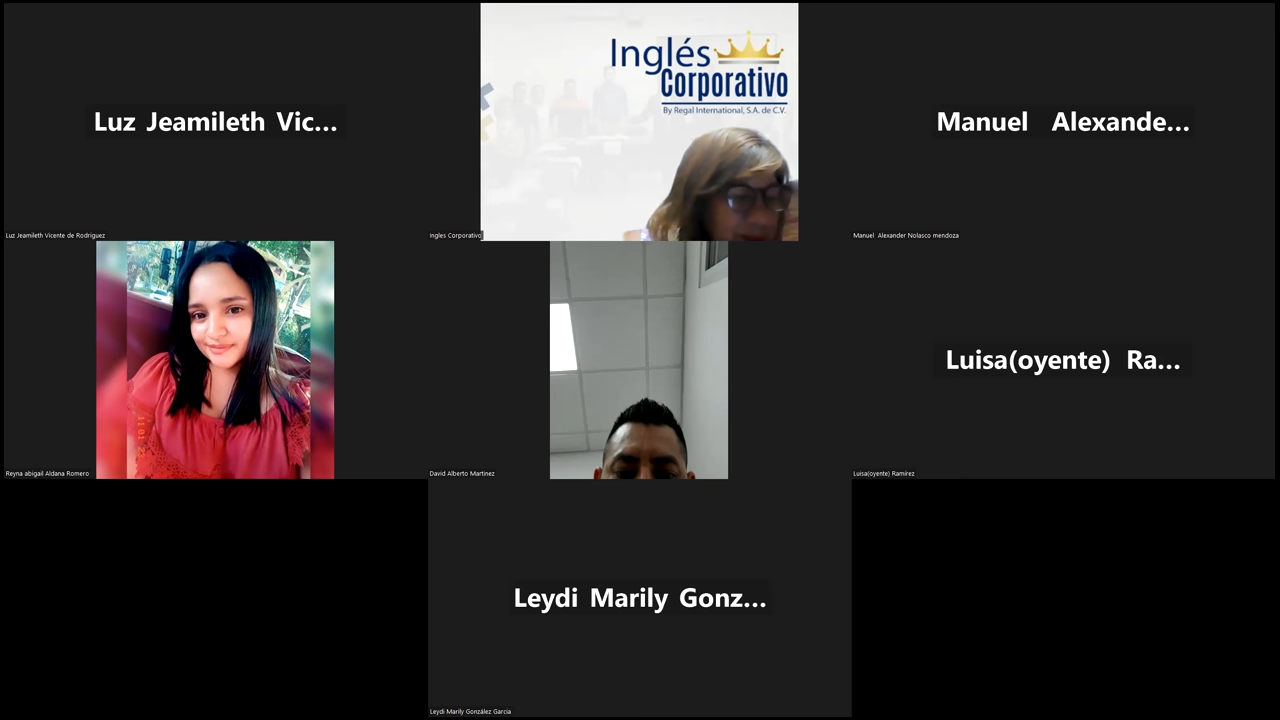 Luz Jeamileth Vic...
Luz Jeamileth Vicente de Rodriguez
Inglés
Corporativo
By Regal International, S.A. de C.V.
Ingles Corporativo
Manuel Alexande...
Manuel Alexander Nolasco mendoza
Reyna abigail Aldana Romero
David Alberto Martinez
Luisa(oyente) Ra...
Luisa(oyente) Ramírez
Leydi Marily Gonz...
Leydi Marily González Garcia